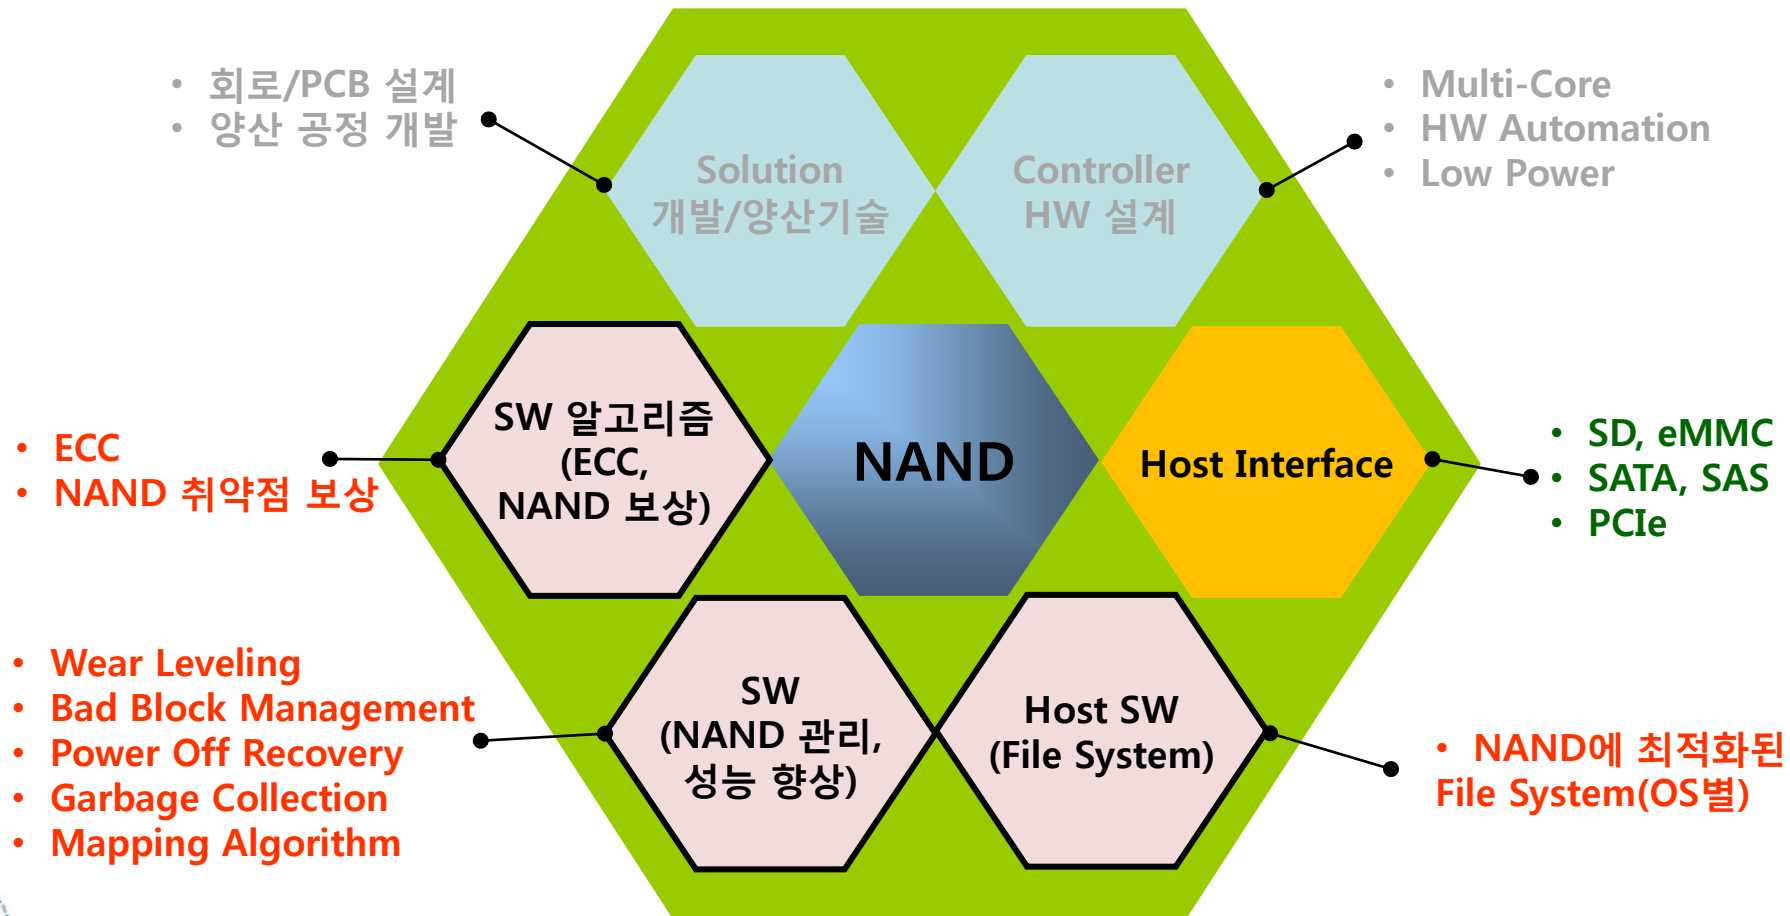 • 회로/PCB 설계
• 양산 공정 개발
Solution
개발/양산기술
Controller
HW 설계
• Multi-Core
• HW Automation
• Low Power
• ECC
• NAND 취약점 보상
SW 알고리즘
(ECC,
NAND 보상)
NAND
Host Interface
• SD, eMMC
• SATA, SAS
• PCIe
• Wear Leveling
• Bad Block Management
• Power Off Recovery
• Garbage Collection
• Mapping Algorithm
SW
(NAND 관리,
성능 향상)
Host SW
(File System)
• NAND에 최적화된
File System(OS별)